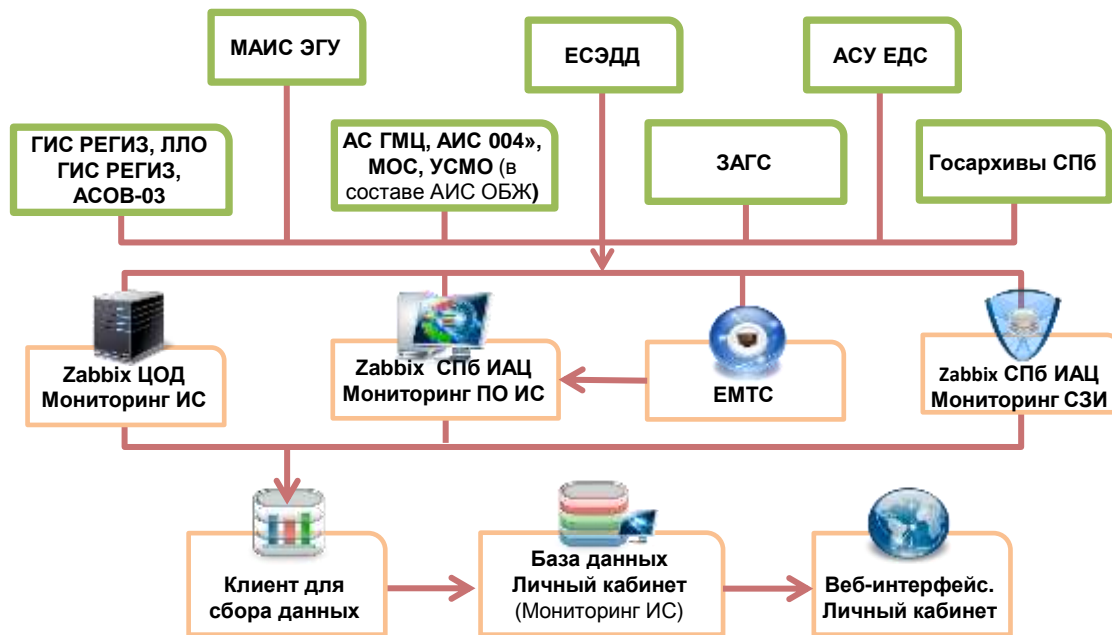 МАИС ЭГУ
ЕСЭДД
АСУ ЕДС
ГИС РЕГИЗ, ЛЛО
ГИС РЕГИЗ,
АСОВ-03
АС ГМЦ, АИС 004»,
МОС, УСМО (в
составе АИС ОБЖ)
ЗАГС
Госархивы СПб
Zabbix ЦОД
Мониторинг ИС
Zabbix СПб ИАЦ
Мониторинг ПО ИС
ЕМТС
Zabbix СПб ИАЦ
Мониторинг СЗИ
Клиент для
сбора данных
База данных
Личный кабинет
(Мониторинг ИС)
Веб-интерфейс.
Личный кабинет